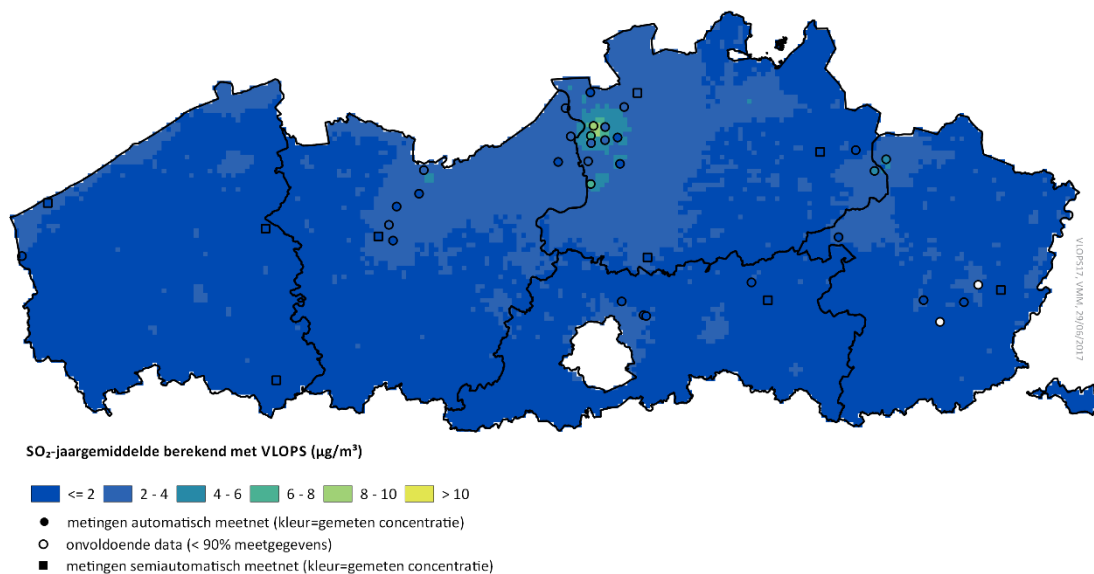 VLOPS17, VMM, 29/06/2017
SO₂-jaargemiddelde berekend met VLOPS (µg/m³)
<= 2 2 - 4 4 - 6 6 - 8 8 - 10 > 10
metingen automatisch meetnet (kleur=gemeten concentratie)
onvoldoende data (< 90% meetgegevens)
metingen semiautomatisch meetnet (kleur=gemeten concentratie)